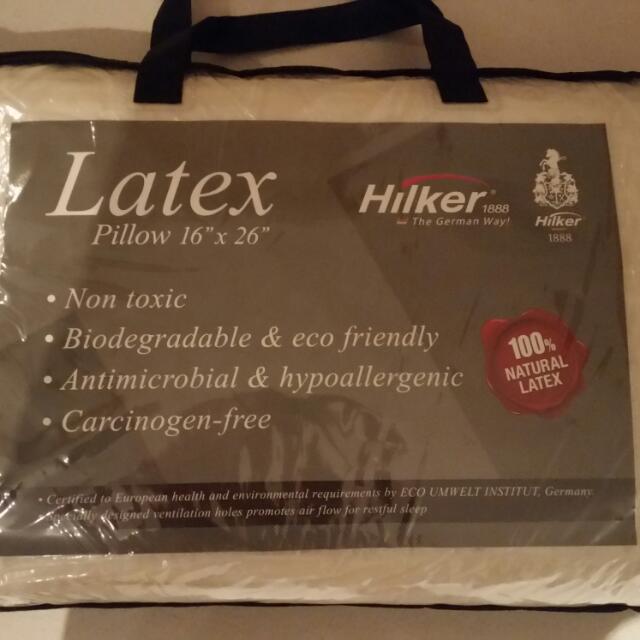 Latex
Pillow 16" x 26"
Hilker® 1888
The German Way!
Hilker
1888
• Non toxic
• Biodegradable & eco friendly
• Antimicrobial & hypoallergenic
• Carcinogen-free
100%
NATURAL
LATEX
• Certified to European health and environmental requirements by ECO UMWELT INSTITUT, Germany.
designed ventilation holes promotes air flow for restful sleep